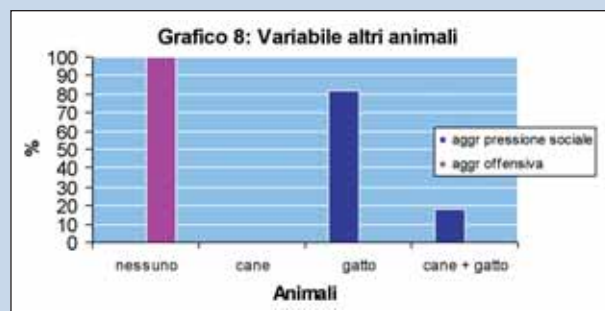 Grafico 8: Variabile altri animali
100
90
80
70
60
50
40
30
20
10
0
%
nessuno cane gatto cane + gatto
Animali
aggr pressione sociale
aggr offensiva